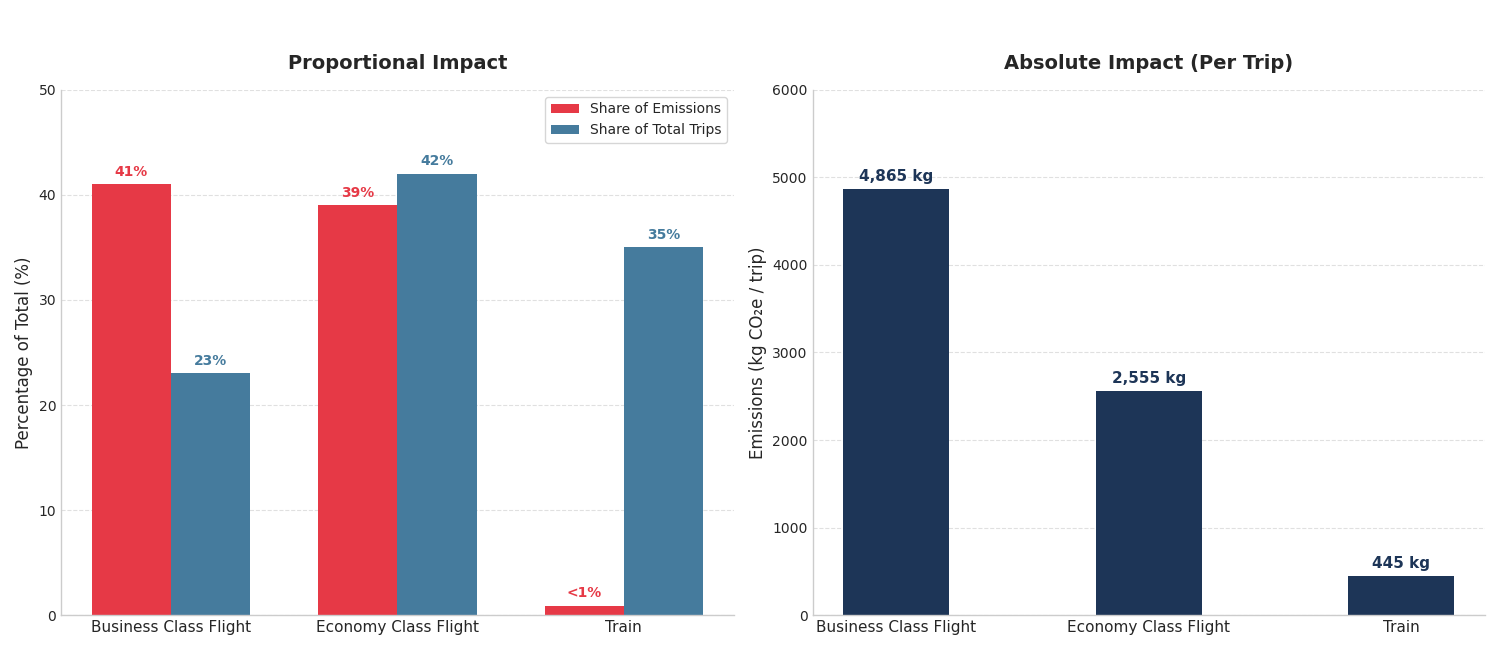 Proportional Impact
Percentage of Total (%)
50
40
30
20
10
0
Share of Emissions
Share of Total Trips
41%
23%
39%
42%
<1%
35%
Business Class Flight
Economy Class Flight
Train
Absolute Impact (Per Trip)
Emissions (kg CO₂e / trip)
6000
5000
4000
3000
2000
1000
0
4,865 kg
2,555 kg
445 kg
Business Class Flight
Economy Class Flight
Train